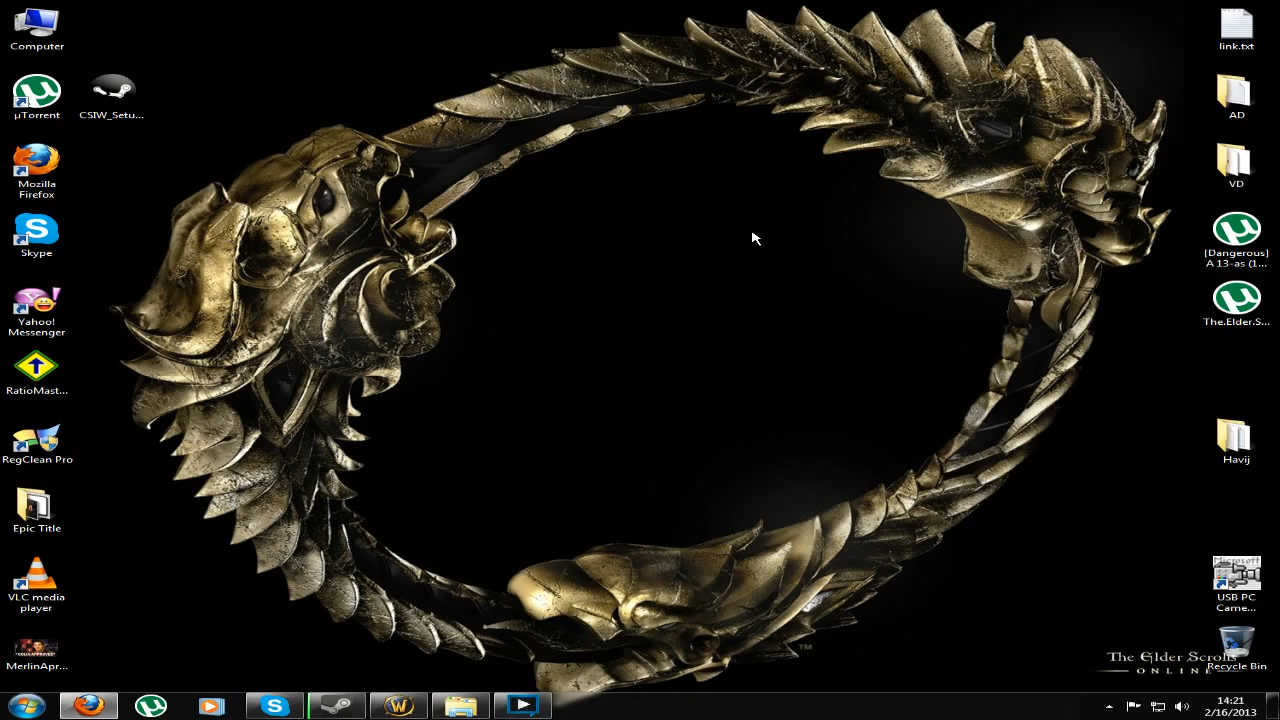 Computer
µTorrent
CSIW_Setu...
Mozilla
Firefox
Skype
Yahoo!
Messenger
RatioMast...
RegClean Pro
Epic Title
VLC media
player
MerlinApr...
link.txt
AD
VD
[Dangerous]
A 13-as (1...
The.Elder.S...
Havij
Microsoft
USB PC
Came...
Recycle Bin
The Elder Scrolls
ONLINE
TM
14:21
2/16/2013